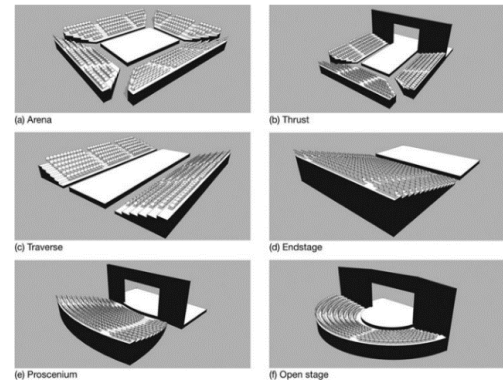 (a) Arena
(b) Thrust
(c) Traverse
(d) Endstage
(e) Proscenium
(f) Open stage